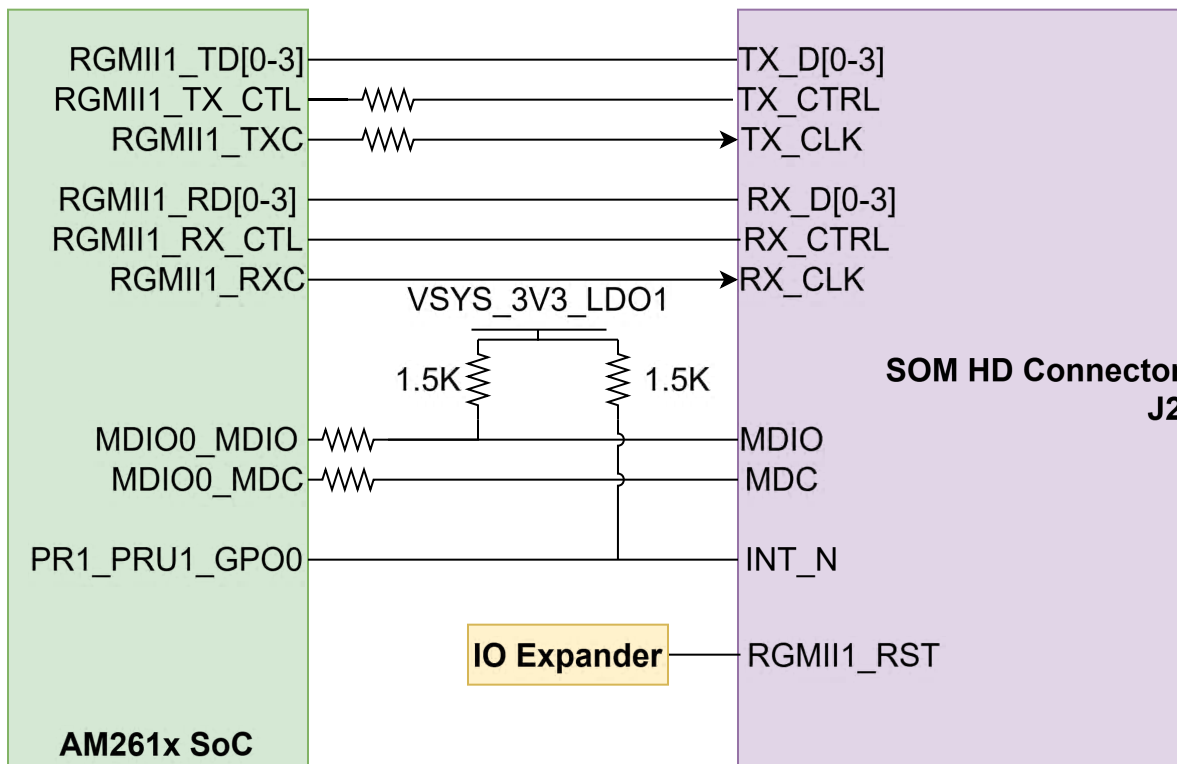 RGMII1_TD[0-3]
TX_D[0-3]
RGMII1_TX_CTL
TX_CTRL
RGMII1_TXC
TX_CLK
RGMII1_RD[0-3]
RX_D[0-3]
RGMII1_RX_CTL
RX_CTRL
RGMII1_RXC
RX_CLK
VSYS_3V3_LDO1
1.5K
1.5K
SOM HD Connector
J2
MDIO0_MDIO
MDIO
MDIO0_MDC
MDC
PR1_PRU1_GPO0
INT_N
IO Expander
RGMII1_RST
AM261x SoC